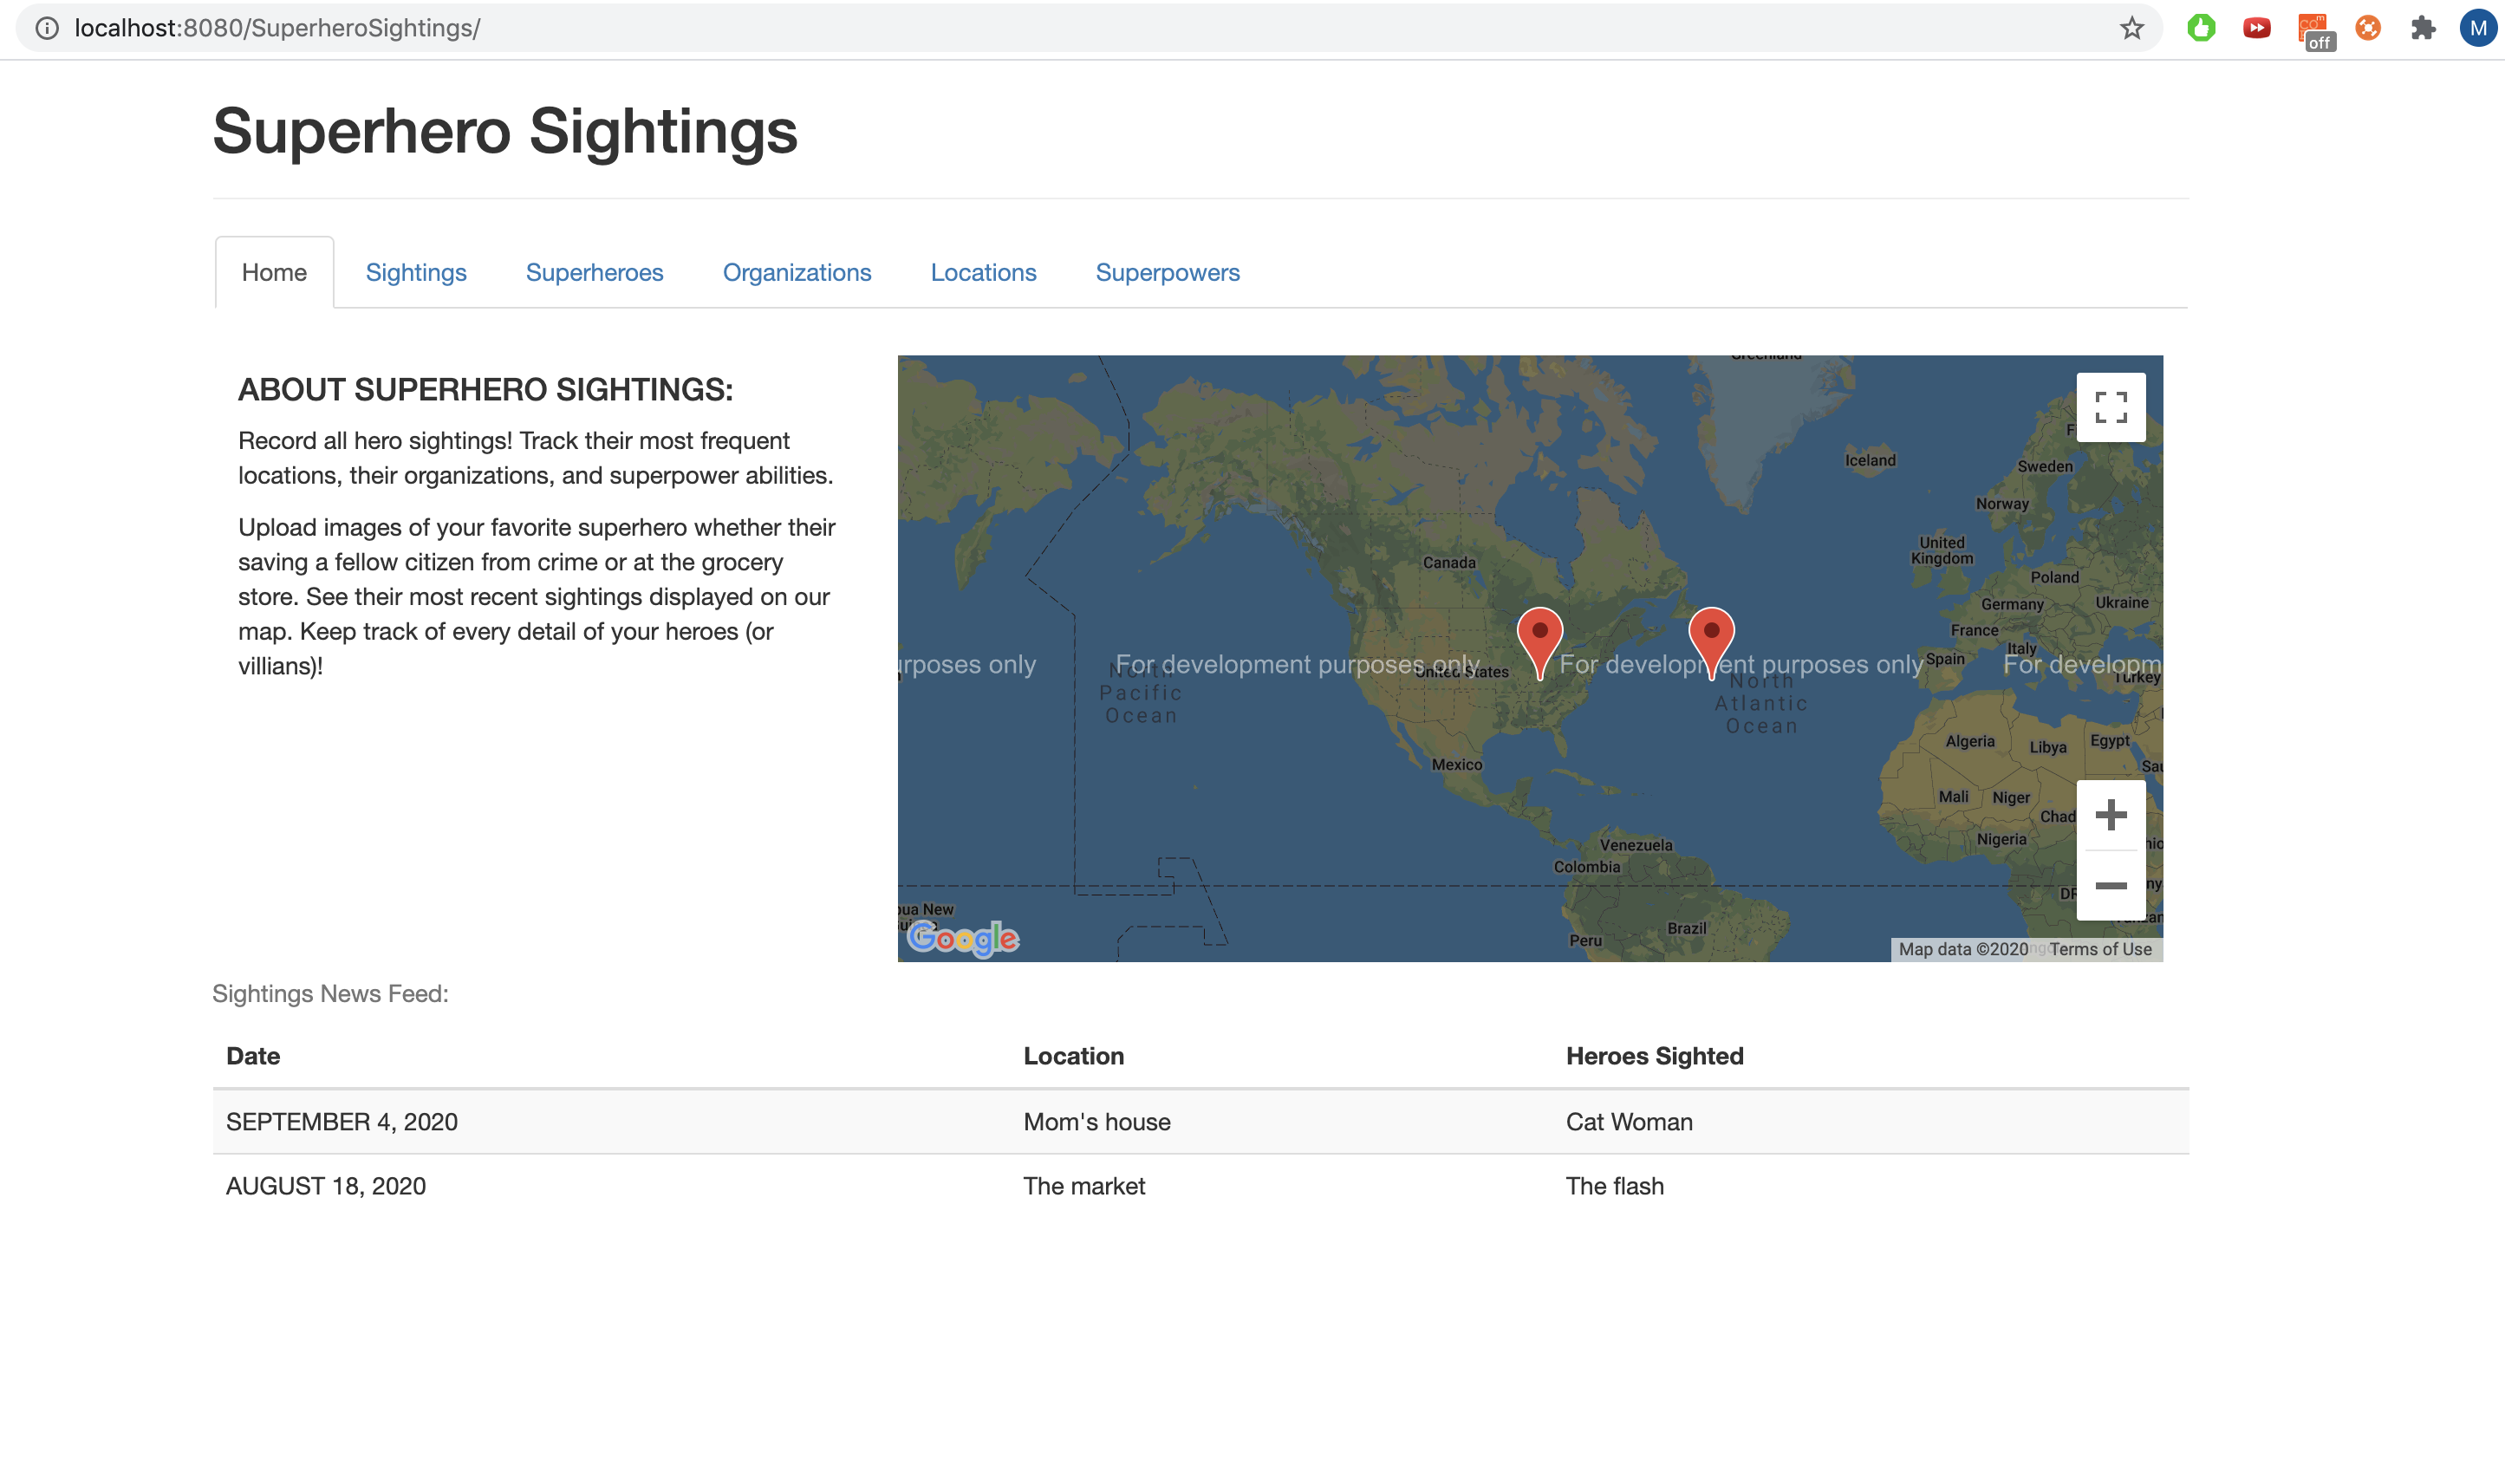 localhost:8080/SuperheroSightings/
com
off
M
Superhero Sightings
Home Sightings Superheroes Organizations Locations Superpowers
ABOUT SUPERHERO SIGHTINGS:
Record all hero sightings! Track their most frequent
locations, their organizations, and superpower abilities.
Upload images of your favorite superhero whether their
saving a fellow citizen from crime or at the grocery
store. See their most recent sightings displayed on our
map. Keep track of every detail of your heroes (or
villians)!
Greenland
Iceland
Sweden
Norway
Canada
United
Kingdom
Poland
Germany
Ukraine
France
Italy
Spain
Turkey
United States
urposes only
For development purposes only
For development purposes only
For developm
North
Pacific
Ocean
North
Atlantic
Ocean
Algeria
Libya
Egypt
Sau
Mexico
Mali
Niger
Chad
Nigeria
Venezuela
Colombia
DR
pua New
Brazil
Peru
Google
Map data ©2020 Terms of Use
Sightings News Feed:
Date Location Heroes Sighted
SEPTEMBER 4, 2020 Mom's house Cat Woman
AUGUST 18, 2020 The market The flash